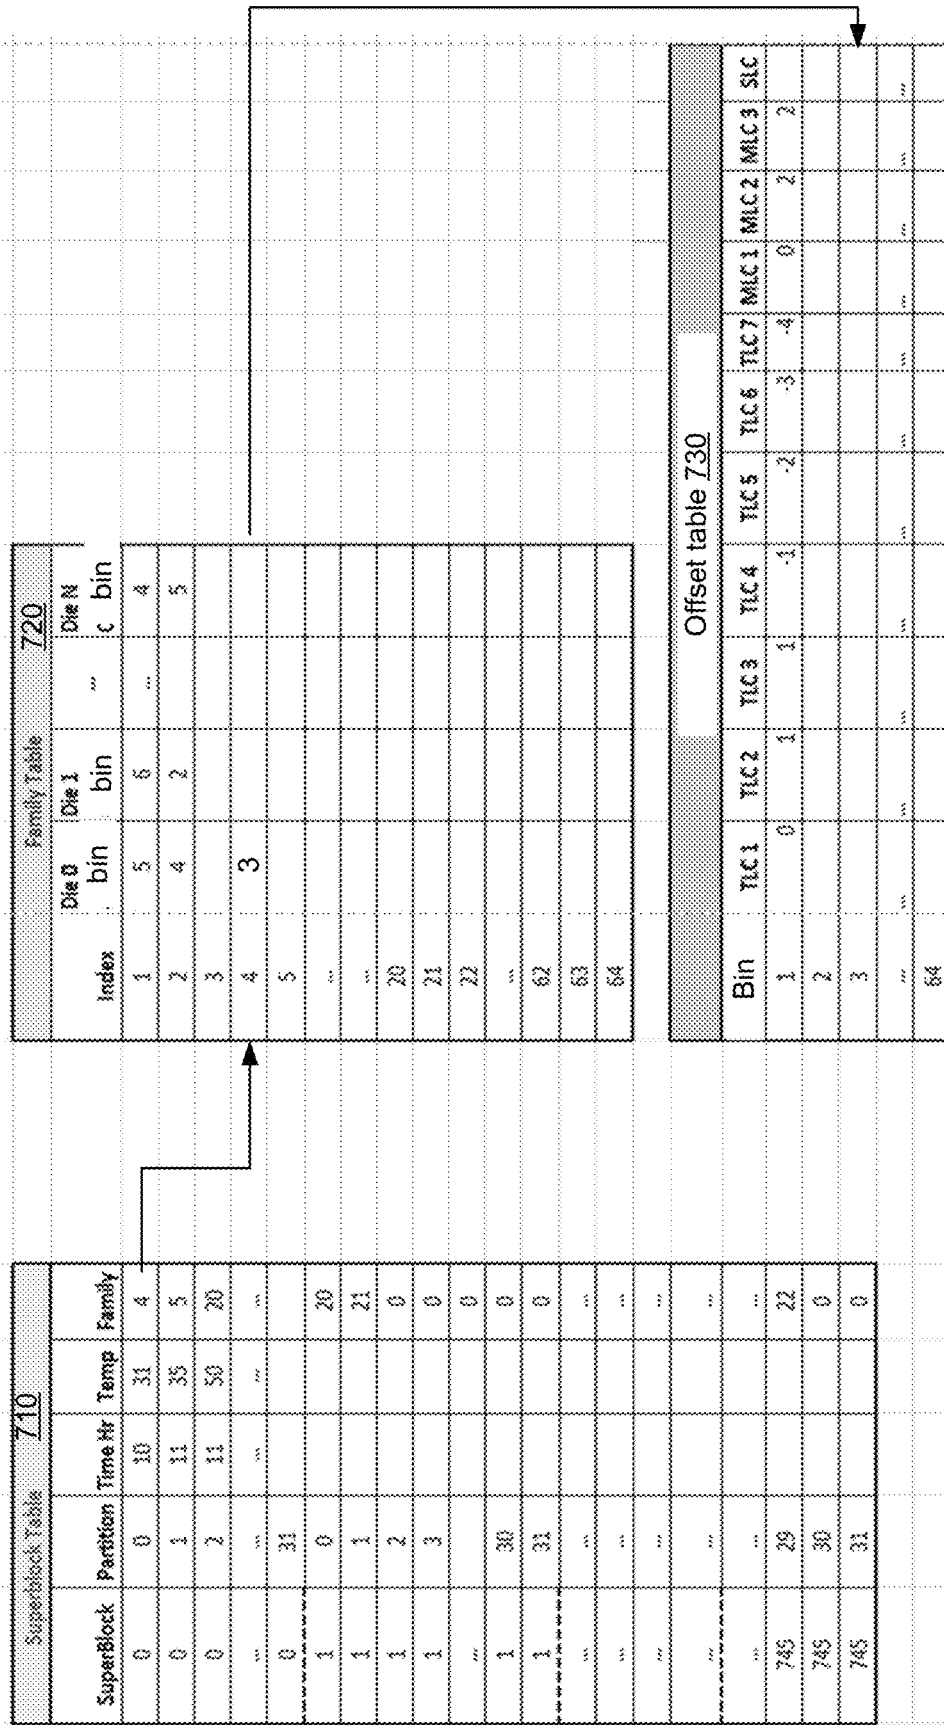 Superblock Table 710
SuperBlock Partition Time Hr Temp Family
0 0 10 31 4
0 1 11 35 5
0 2 11 50 20
... ... ... ... ...
0 31
1 0 20
1 1 21
1 2 0
1 3 0
... 0
1 30 0
1 31 0
... ... ...
... ... ...
... ... ...
... ... ...
... ... ...
745 29 22
745 30 0
745 31 0
Family Table 720
Die 0 Die 1 ... Die N
Index bin bin C bin
1 5 6 ... 4
2 4 2 5
3
4 3
5
...
...
20
21
22
...
62
63
64
Offset table 730
Bin TLC 1 TLC 2 TLC 3 TLC 4 TLC 5 TLC 6 TLC 7 MLC 1 MLC 2 MLC 3 SLC
1 0 1 1 -1 -2 -3 -4 0 2 2
2
3
... ... ... ... ... ... ... ... ... ... ... ...
64